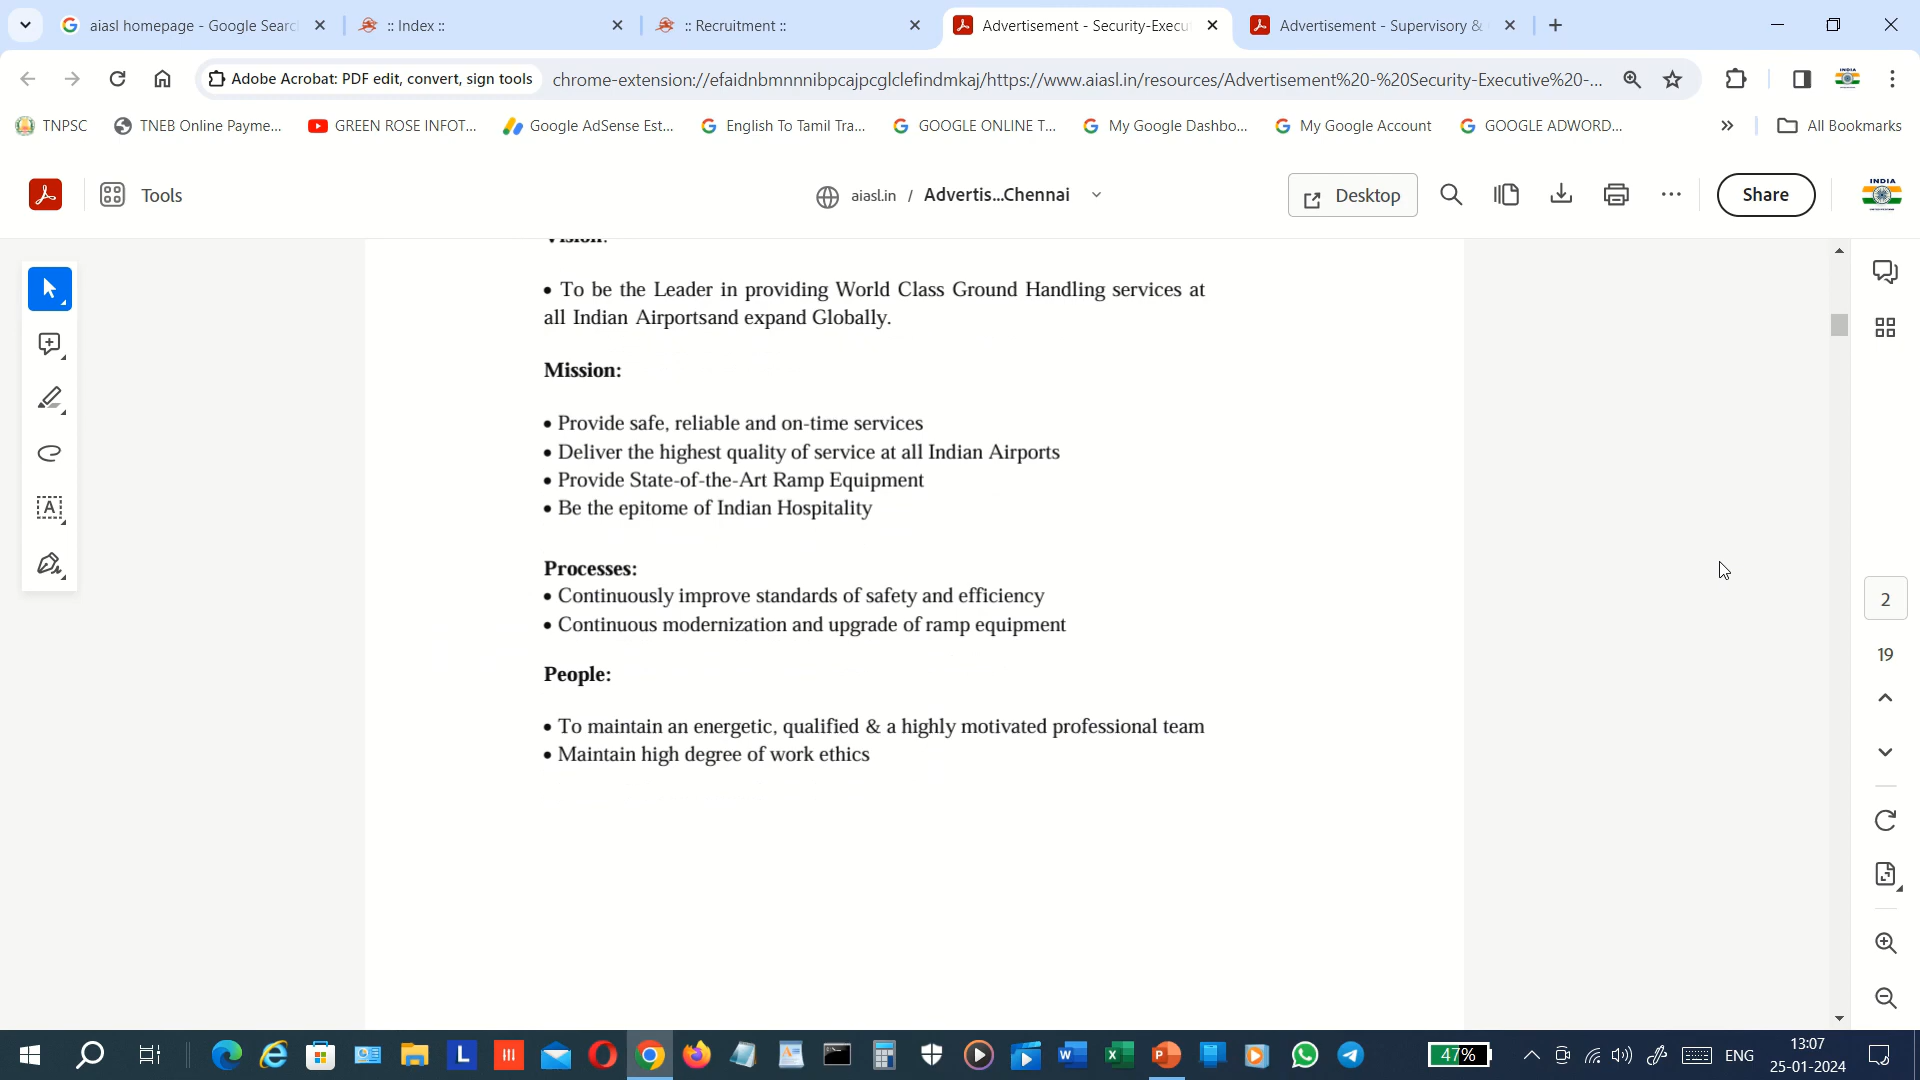 aiasl homepage - Google Searc
:: Index ::
:: Recruitment ::
Advertisement - Security-Execu
Advertisement - Supervisory &
Adobe Acrobat: PDF edit, convert, sign tools
chrome-extension://efaidnbmnnnibpcajpcglclefindmkaj/https://www.aiasl.in/resources/Advertisement%20-%20Security-Executive%20-...
TNPSC
TNEB Online Payme...
GREEN ROSE INFOT...
Google AdSense Est...
English To Tamil Tra...
GOOGLE ONLINE T...
My Google Dashbo...
My Google Account
GOOGLE ADWORD...
All Bookmarks
Tools
aiasl.in / Advertis...Chennai
Desktop
Share
INDIA
Vision:
• To be the Leader in providing World Class Ground Handling services at
all Indian Airportsand expand Globally.
Mission:
• Provide safe, reliable and on-time services
• Deliver the highest quality of service at all Indian Airports
• Provide State-of-the-Art Ramp Equipment
• Be the epitome of Indian Hospitality
Processes:
• Continuously improve standards of safety and efficiency
• Continuous modernization and upgrade of ramp equipment
People:
• To maintain an energetic, qualified & a highly motivated professional team
• Maintain high degree of work ethics
2
19
47%
ENG
13:07
25-01-2024